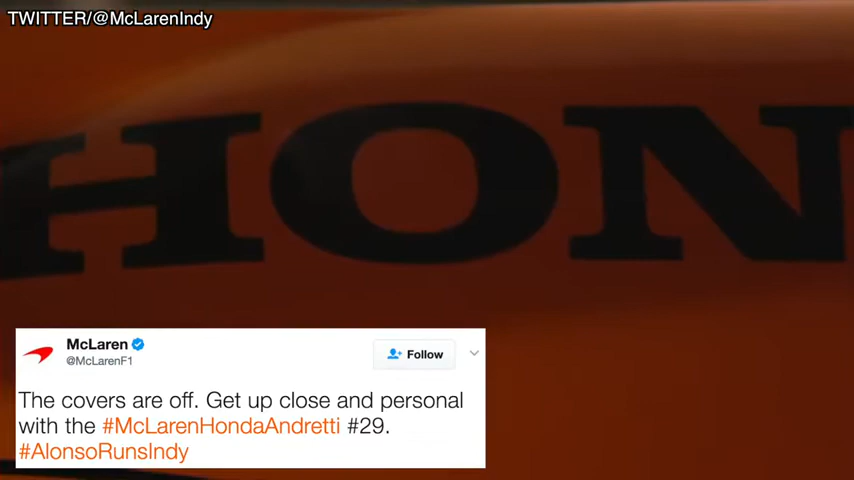 TWITTER/@McLarenIndy
HON
McLaren
@McLarenF1
Follow
The covers are off. Get up close and personal
with the #McLarenHondaAndretti #29.
#AlonsoRunsIndy